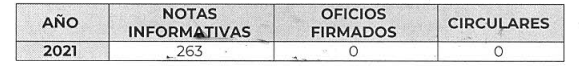 AÑO NOTAS INFORMATIVAS OFICIOS FIRMADOS CIRCULARES
2021 263 0 0